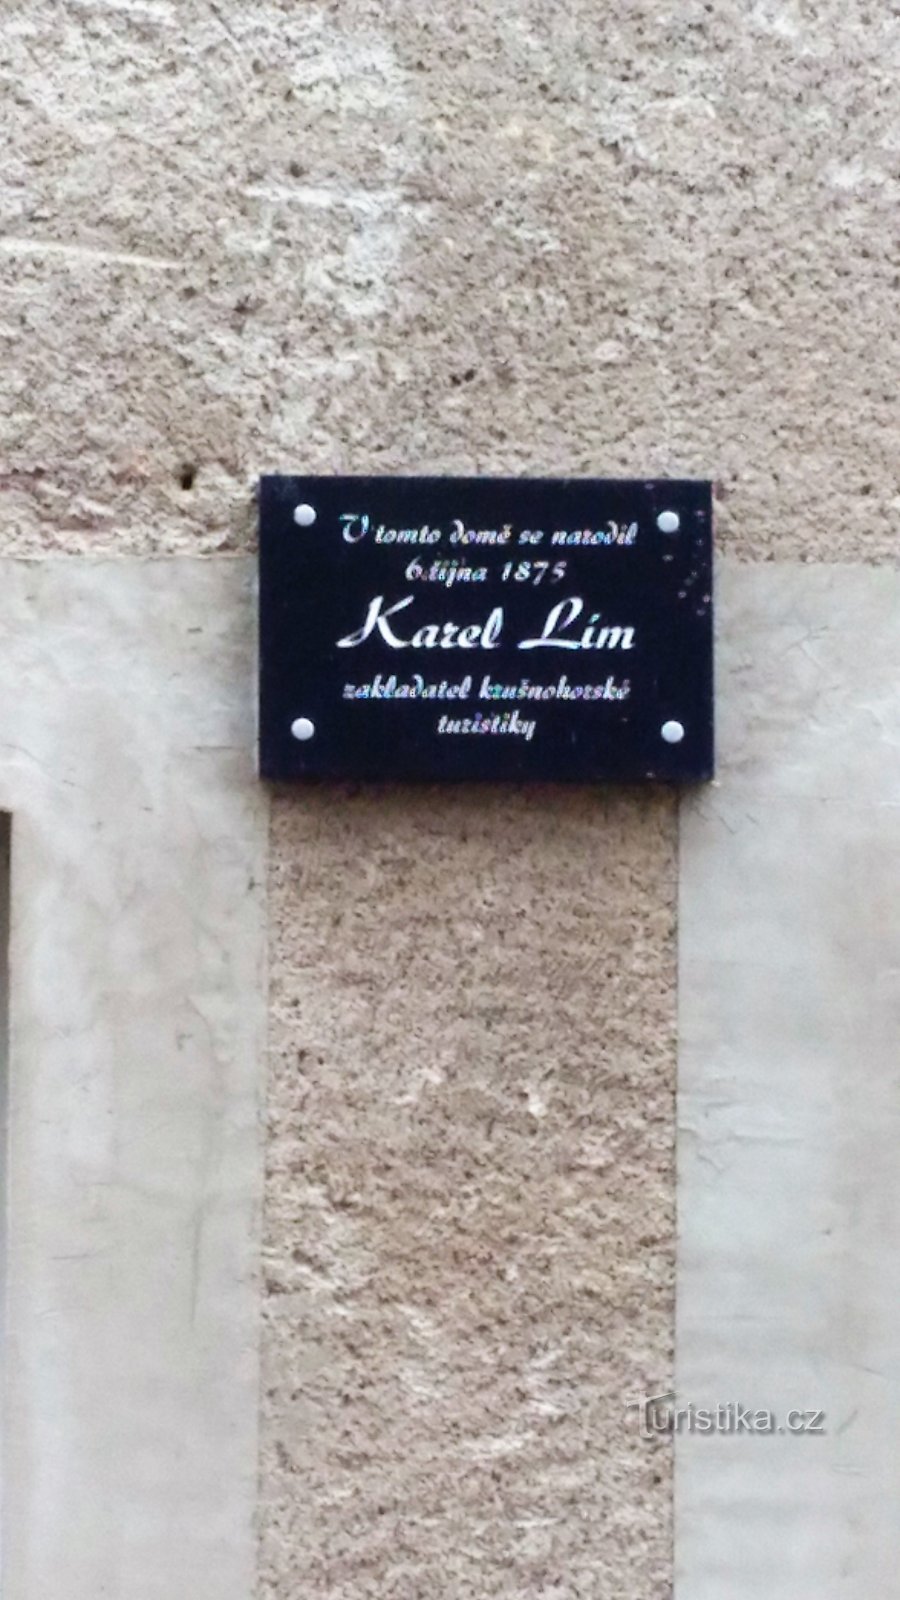 V tomto domě se narodil
6.října 1875
Karel Lím
zakladatel krušnohorské
turistiky
Turistika.cz